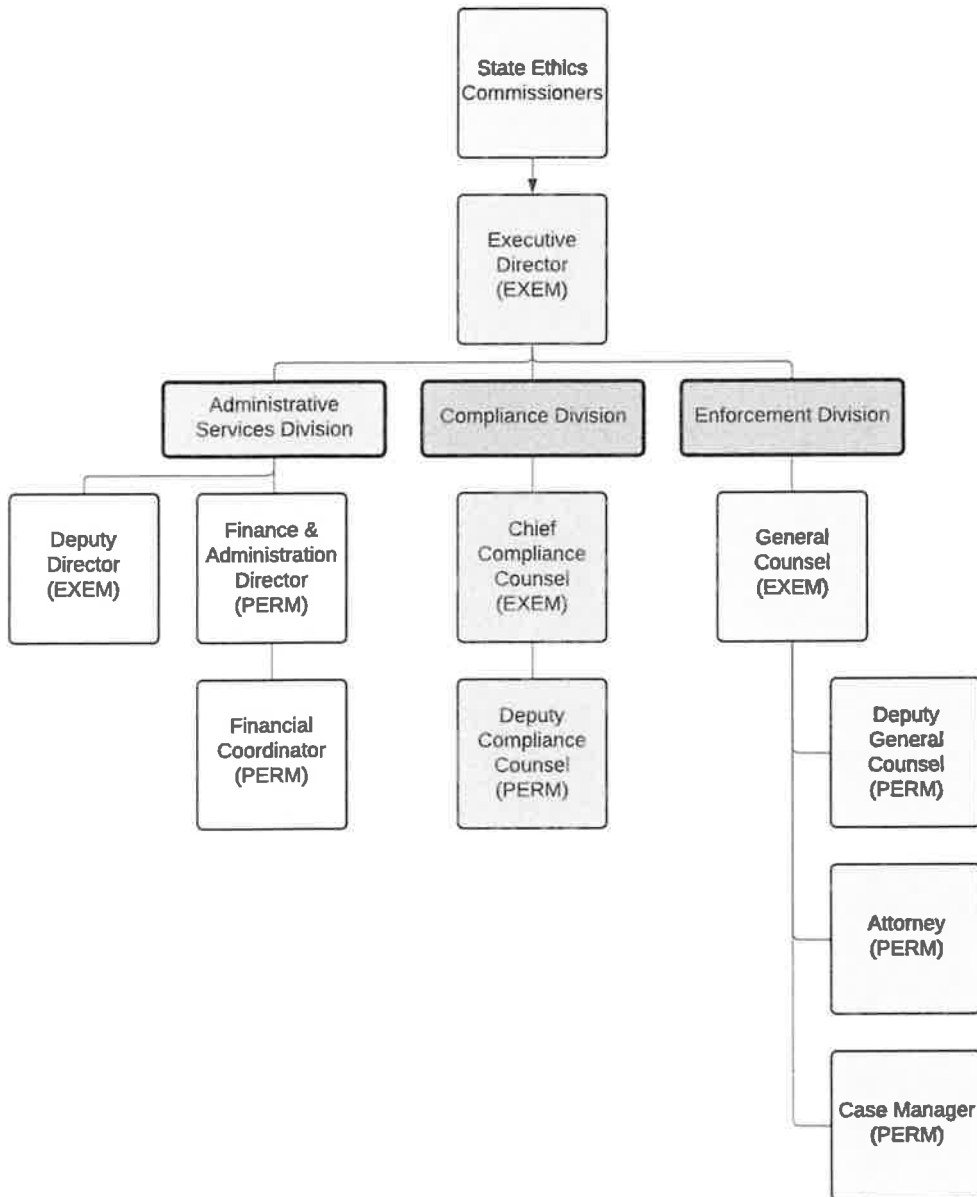 State Ethics
Commissioners
Executive
Director
(EXEM)
Administrative
Services Division
Compliance Division
Enforcement Division
Deputy
Director
(EXEM)
Finance &
Administration
Director
(PERM)
Chief
Compliance
Counsel
(EXEM)
General
Counsel
(EXEM)
Financial
Coordinator
(PERM)
Deputy
Compliance
Counsel
(PERM)
Deputy
General
Counsel
(PERM)
Attorney
(PERM)
Case Manager
(PERM)